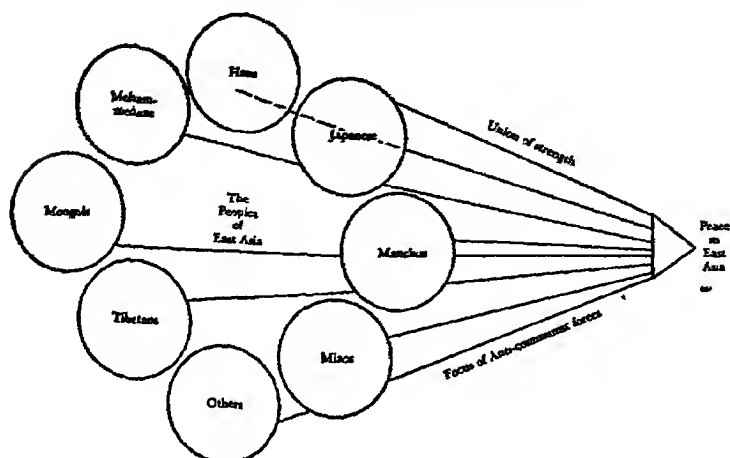 Hans
Moham-
medans
Japanese
Union of strength
Mongols
The
Peoples
of
East Asia
Manchus
Peace
in
East
Asia
Tibetans
Miaos
Others
Focus of Anti-communist forces